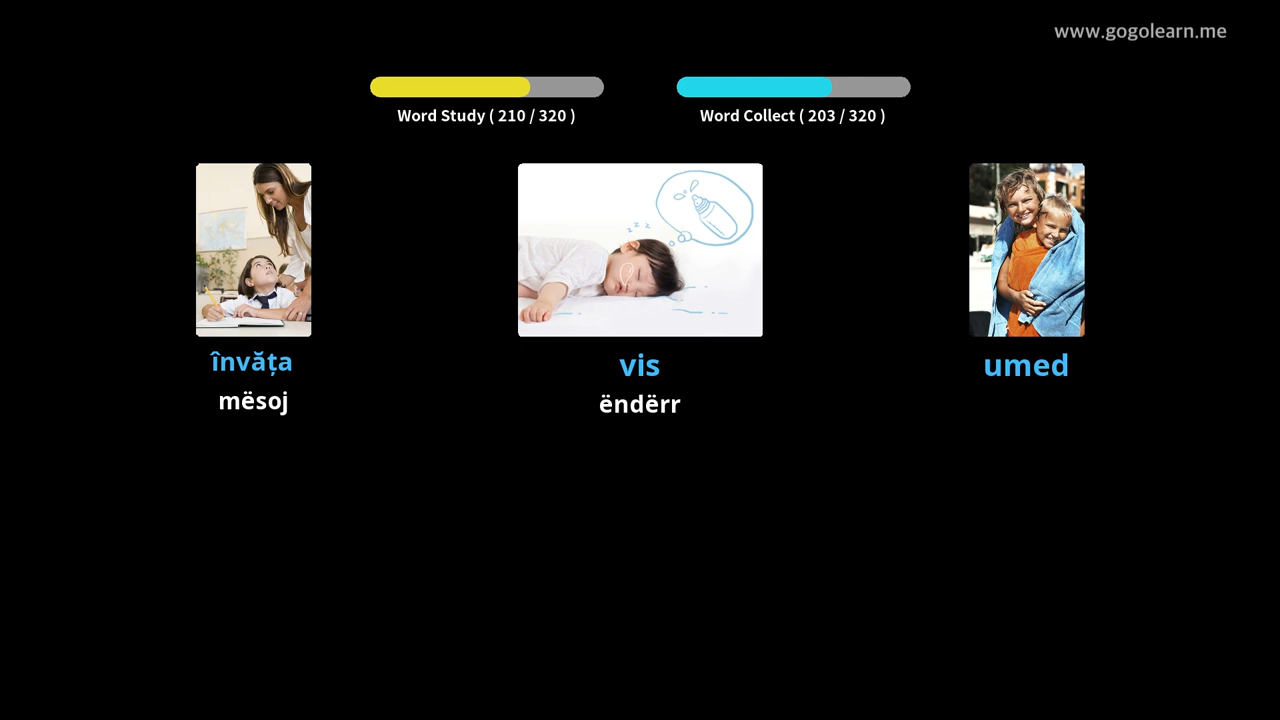 www.gogolearn.me
Word Study ( 210 / 320 )
Word Collect ( 203 / 320 )
învăța
mësoj
vis
ëndërr
umed